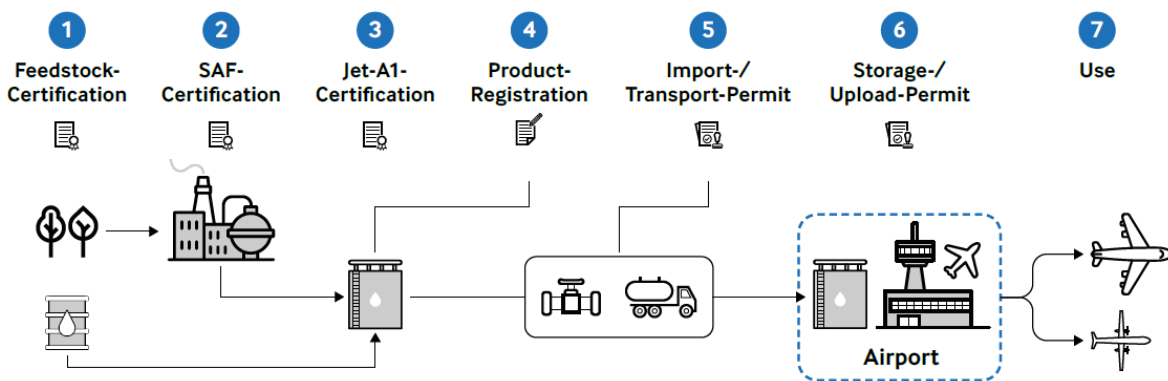 1
2
3
4
5
6
7
Feedstock-
Certification
SAF-
Certification
Jet-A1-
Certification
Product-
Registration
Import-/
Transport-Permit
Storage-/
Upload-Permit
Use
Airport